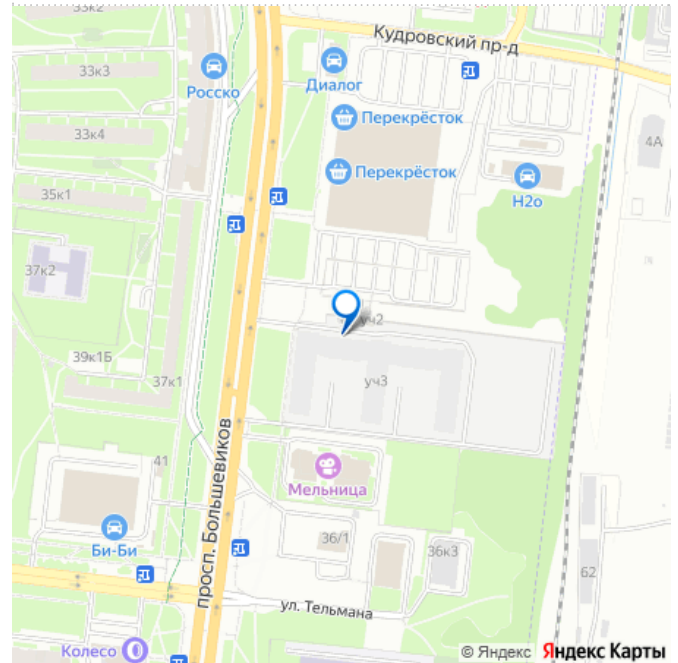 33к2
Кудровский пр-д
33к3
Росско
Диалог
33к4
Перекрёсток
4А
Перекрёсток
35к1
Н2о
37к2
уч2
39к1Б
37к1
уч3
просп. Большевиков
41
Мельница
Би-Би
36/1
36к3
62
ул. Тельмана
Колесо
© Яндекс Яндекс Карты